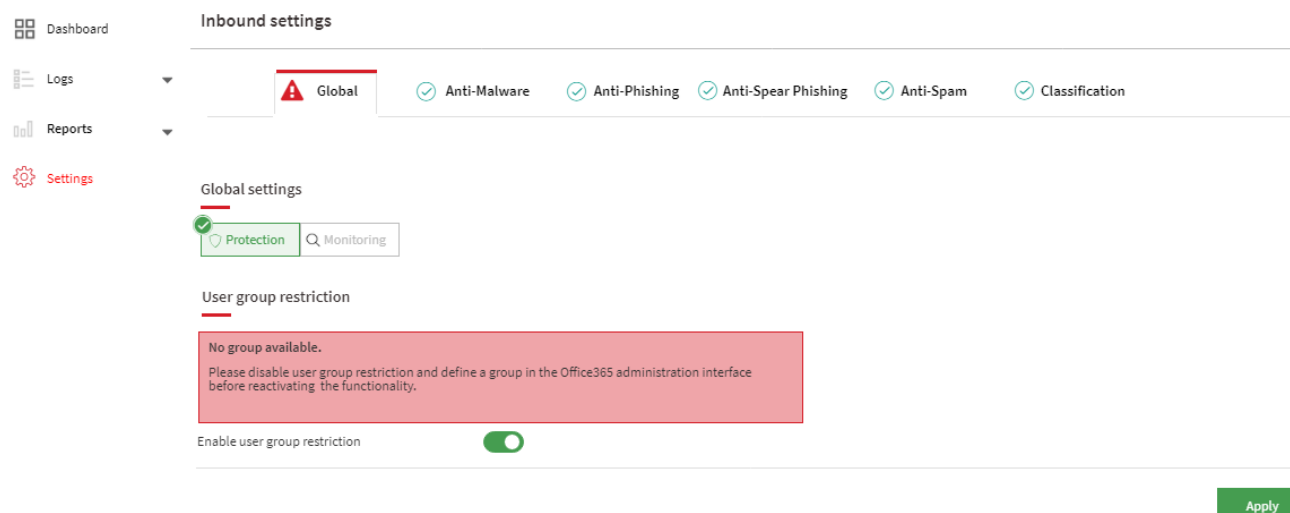 Dashboard
Logs
Reports
Settings
Inbound settings
Global
Anti-Malware
Anti-Phishing
Anti-Spear Phishing
Anti-Spam
Classification
Global settings
Protection
Monitoring
User group restriction
No group available.
Please disable user group restriction and define a group in the Office365 administration interface
before reactivating the functionality.
Enable user group restriction
Apply